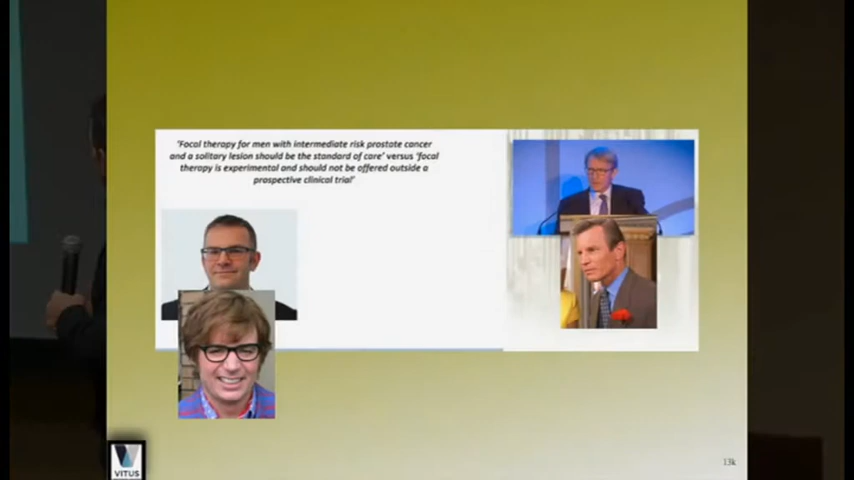 'Focal therapy for men with intermediate risk prostate cancer
and a solitary lesion should be the standard of care' versus 'focal
therapy is experimental and should not be offered outside a
prospective clinical trial'
VITUS
13k